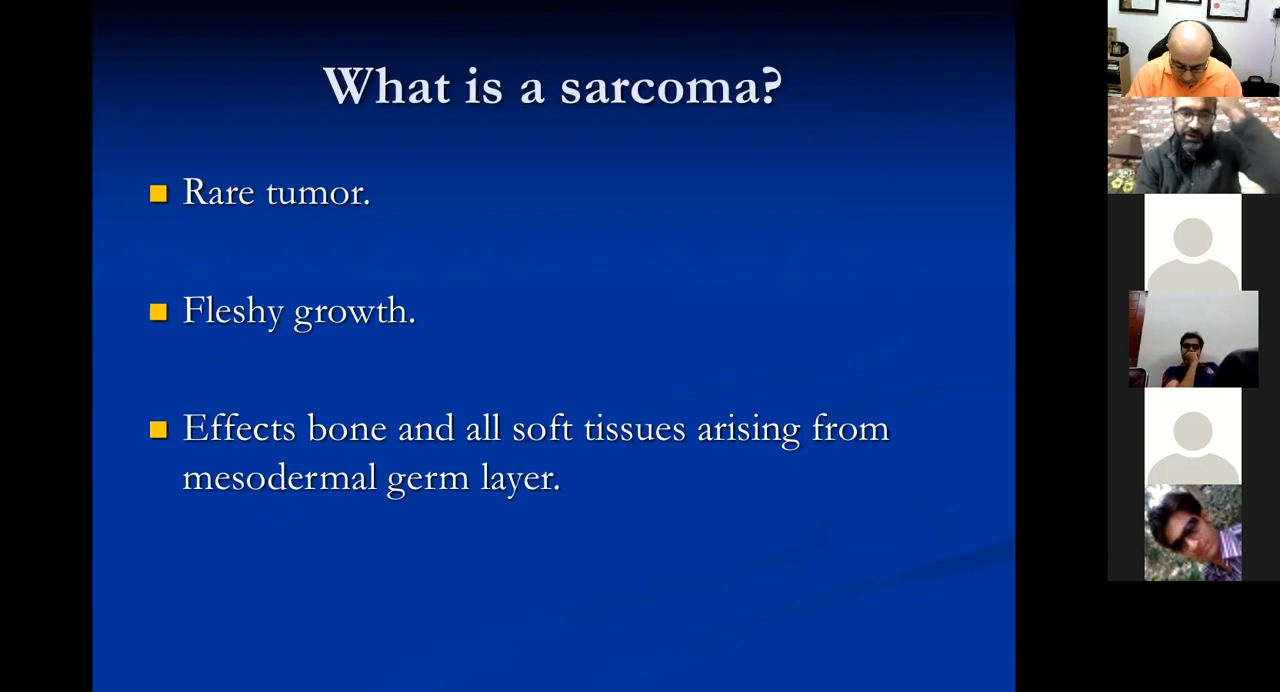 What is a sarcoma?
Rare tumor.
Fleshy growth.
Effects bone and all soft tissues arising from
mesodermal germ layer.